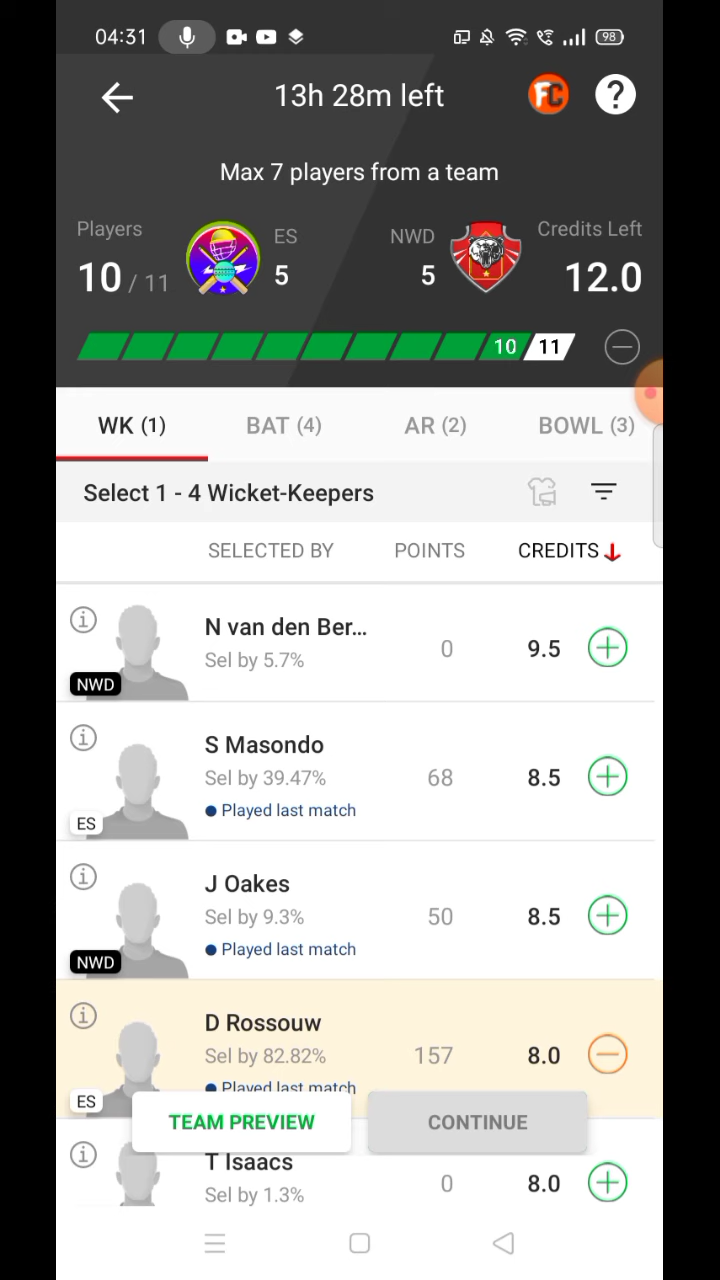 04:31
98
13h 28m left
FC
?
Max 7 players from a team
Players
ES
NWD
Credits Left
10 / 11
5
5
12.0
10
11
WK (1)
BAT (4)
AR (2)
BOWL (3)
Select 1 - 4 Wicket-Keepers
SELECTED BY
POINTS
CREDITS
N van den Ber...
Sel by 5.7%
0
9.5
NWD
S Masondo
Sel by 39.47%
68
8.5
Played last match
ES
J Oakes
Sel by 9.3%
50
8.5
Played last match
NWD
D Rossouw
Sel by 82.82%
157
8.0
Played last match
ES
TEAM PREVIEW
CONTINUE
T Isaacs
Sel by 1.3%
0
8.0